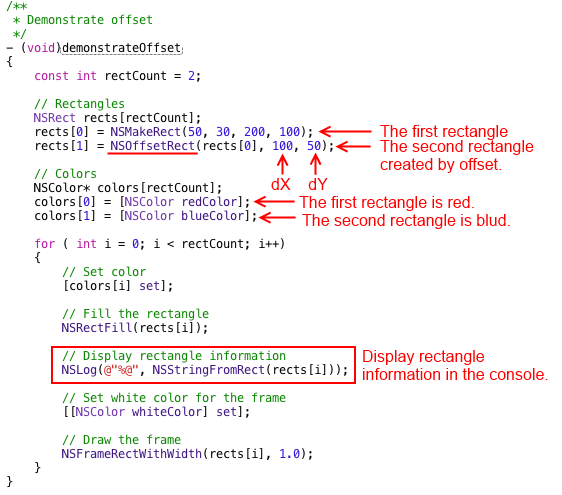 /**
 * Demonstrate offset
 */
– (void)demonstrateOffset
{
    const int rectCount = 2;

    // Rectangles
    NSRect rects[rectCount];
    rects[0] = NSMakeRect(50, 30, 200, 100); The first rectangle
    rects[1] = NSOffsetRect(rects[0], 100, 50); The second rectangle
created by offset.
dX dY
    // Colors
    NSColor* colors[rectCount];
    colors[0] = [NSColor redColor]; The first rectangle is red.
    colors[1] = [NSColor blueColor]; The second rectangle is blud.

    for ( int i = 0; i < rectCount; i++)
    {
        // Set color
        [colors[i] set];

        // Fill the rectangle
        NSRectFill(rects[i]);

        // Display rectangle information Display rectangle
        NSLog(@"%@", NSStringFromRect(rects[i])); information in the console.

        // Set white color for the frame
        [[NSColor whiteColor] set];

        // Draw the frame
        NSFrameRectWithWidth(rects[i], 1.0);
    }
}